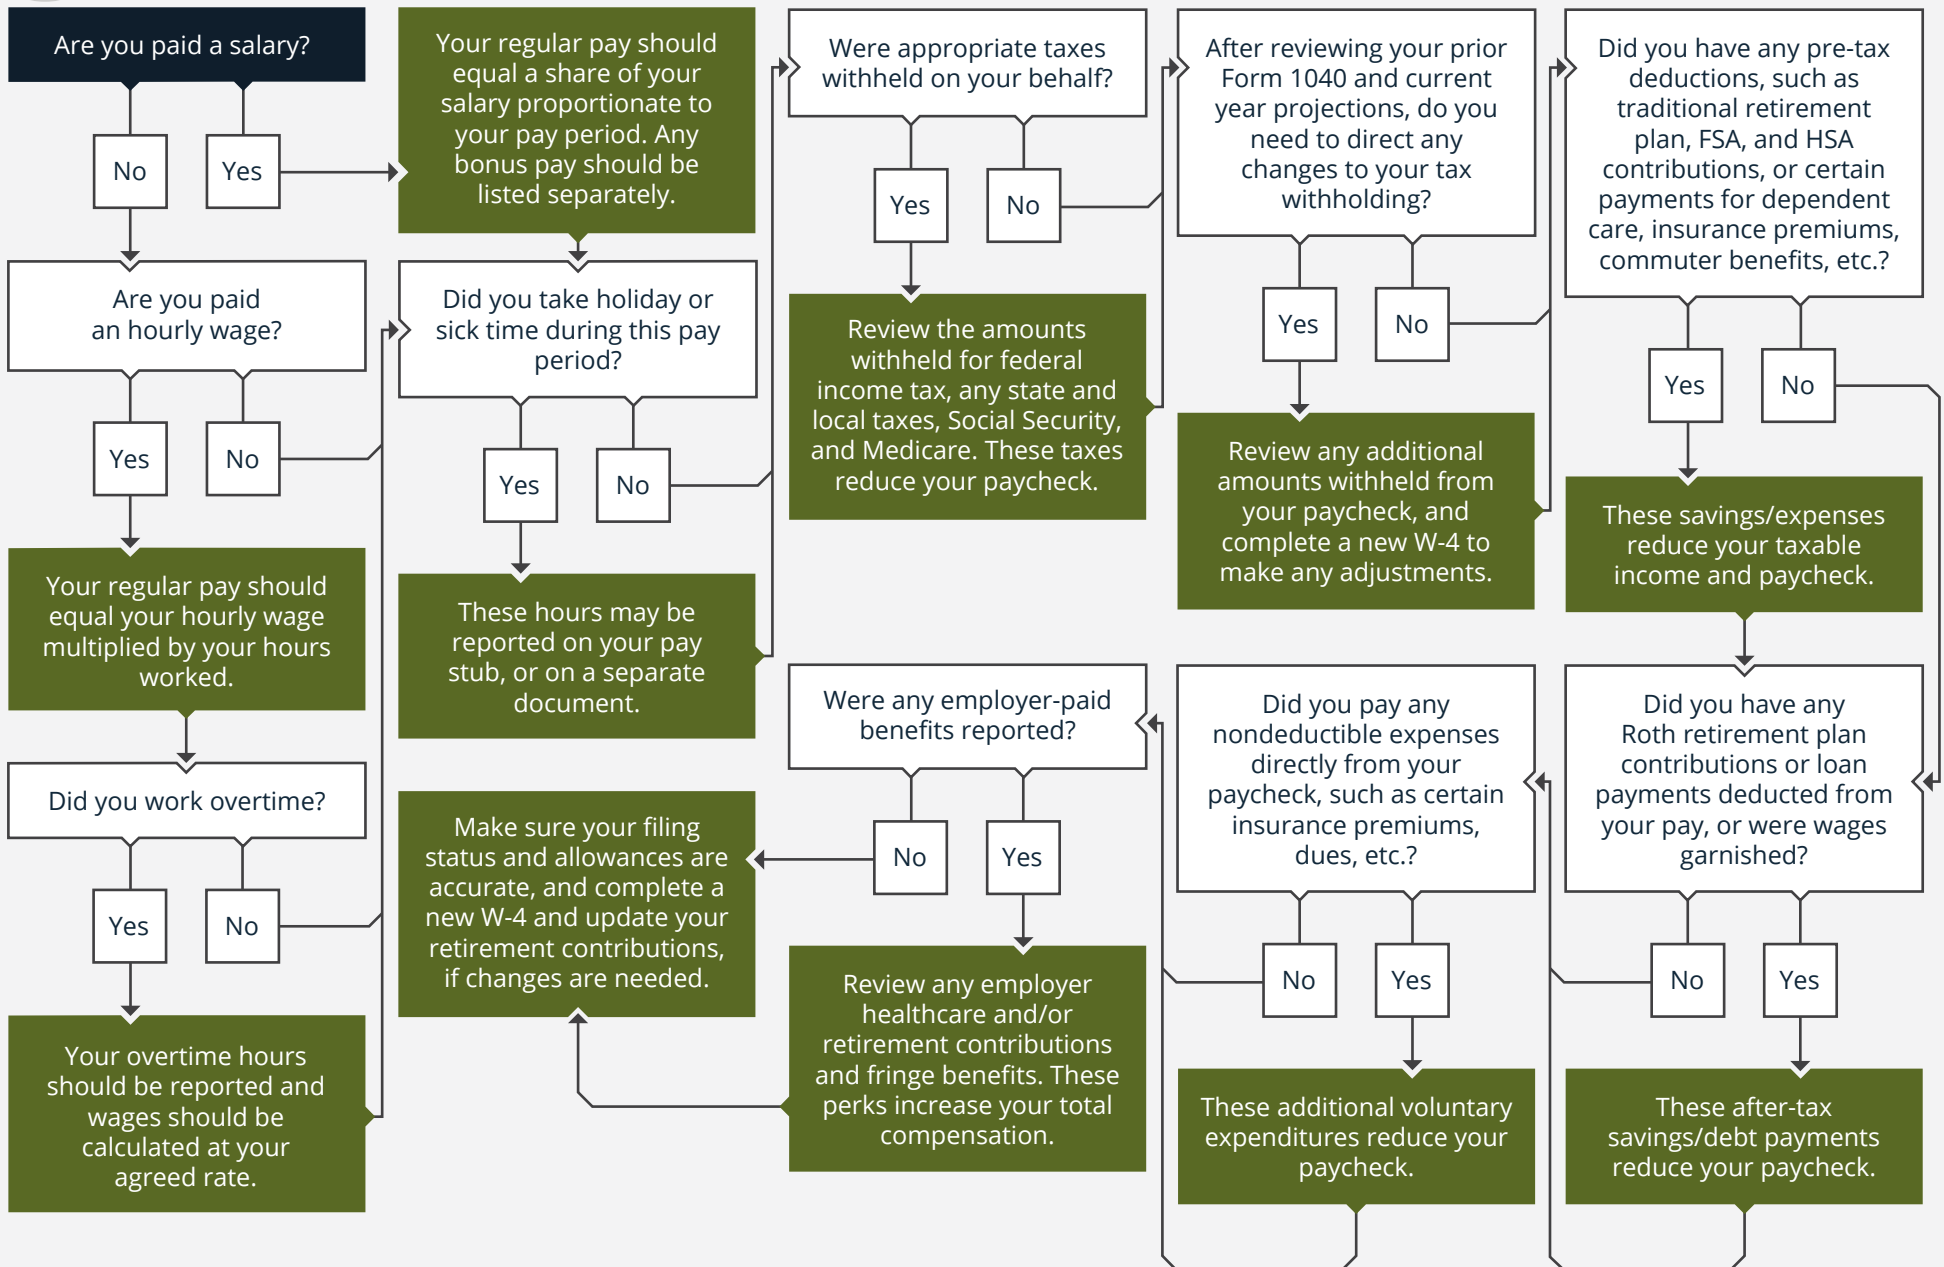 Are you paid a salary?
No
Yes
Are you paid
an hourly wage?
Yes
No
Your regular pay should
equal your hourly wage
multiplied by your hours
worked.
Did you work overtime?
Yes
No
Your overtime hours
should be reported and
wages should be
calculated at your
agreed rate.
Your regular pay should
equal a share of your
salary proportionate to
your pay period. Any
bonus pay should be
listed separately.
Did you take holiday or
sick time during this pay
period?
Yes
No
These hours may be
reported on your pay
stub, or on a separate
document.
Were appropriate taxes
withheld on your behalf?
Yes
No
Review the amounts
withheld for federal
income tax, any state and
local taxes, Social Security,
and Medicare. These taxes
reduce your paycheck.
After reviewing your prior
Form 1040 and current
year projections, do you
need to direct any
changes to your tax
withholding?
Yes
No
Review any additional
amounts withheld from
your paycheck, and
complete a new W-4 to
make any adjustments.
Did you have any pre-tax
deductions, such as
traditional retirement
plan, FSA, and HSA
contributions, or certain
payments for dependent
care, insurance premiums,
commuter benefits, etc.?
Yes
No
These savings/expenses
reduce your taxable
income and paycheck.
Did you have any
Roth retirement plan
contributions or loan
payments deducted from
your pay, or were wages
garnished?
No
Yes
These after-tax
savings/debt payments
reduce your paycheck.
Did you pay any
nondeductible expenses
directly from your
paycheck, such as certain
insurance premiums,
dues, etc.?
No
Yes
These additional voluntary
expenditures reduce your
paycheck.
Were any employer-paid
benefits reported?
No
Yes
Review any employer
healthcare and/or
retirement contributions
and fringe benefits. These
perks increase your total
compensation.
Make sure your filing
status and allowances are
accurate, and complete a
new W-4 and update your
retirement contributions,
if changes are needed.